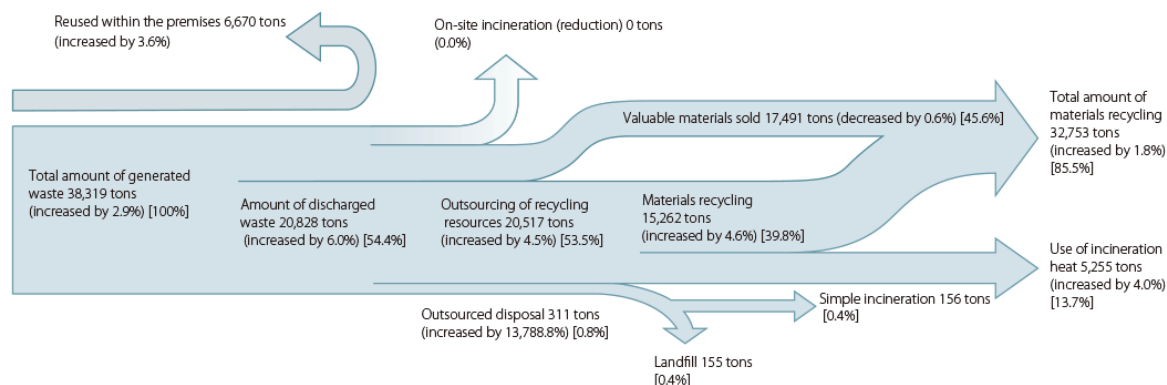 Reused within the premises 6,670 tons
(increased by 3.6%)
On-site incineration (reduction) 0 tons
(0.0%)
Valuable materials sold 17,491 tons (decreased by 0.6%) [45.6%]
Total amount of
materials recycling
32,753 tons
(increased by 1.8%)
[85.5%]
Total amount of generated
waste 38,319 tons
(increased by 2.9%) [100%]
Amount of discharged
waste 20,828 tons
(increased by 6.0%) [54.4%]
Outsourcing of recycling
resources 20,517 tons
(increased by 4.5%) [53.5%]
Materials recycling
15,262 tons
(increased by 4.6%) [39.8%]
Use of incineration
heat 5,255 tons
(increased by 4.0%)
[13.7%]
Outsourced disposal 311 tons
(increased by 13,788.8%) [0.8%]
Simple incineration 156 tons
[0.4%]
Landfill 155 tons
[0.4%]